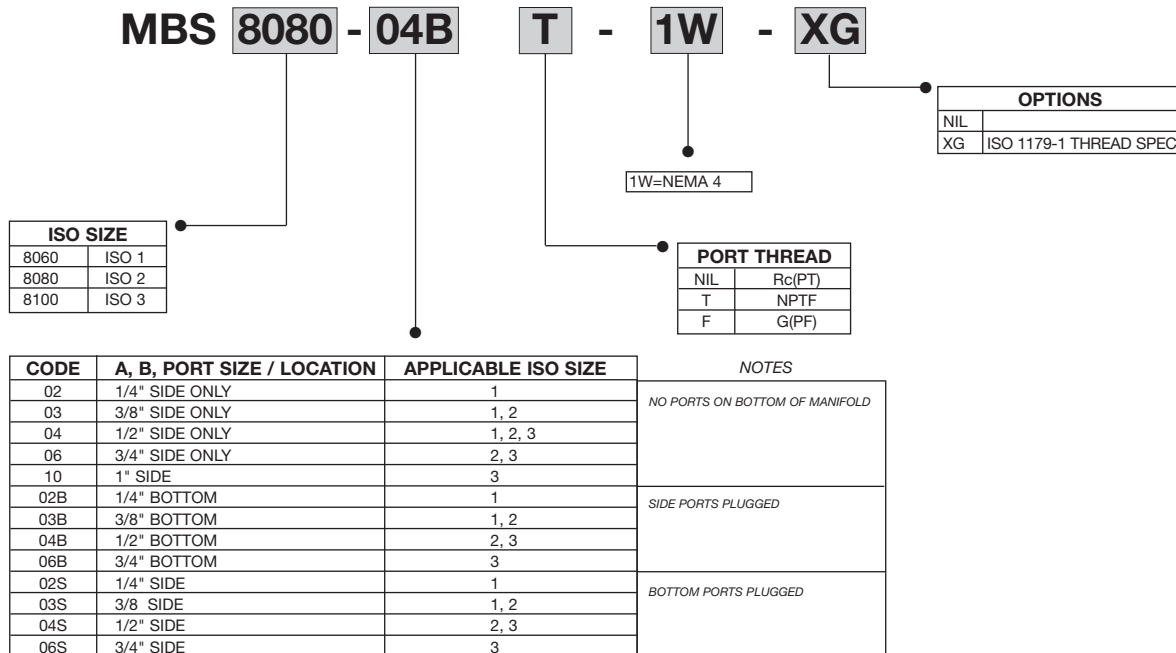 MBS 8080 - 04B T - 1W - XG
OPTIONS
NIL
XG ISO 1179-1 THREAD SPEC
1W=NEMA 4
ISO SIZE
8060 ISO 1
8080 ISO 2
8100 ISO 3
PORT THREAD
NIL Rc(PT)
T NPTF
F G(PF)
CODE A, B, PORT SIZE / LOCATION APPLICABLE ISO SIZE NOTES
02 1/4" SIDE ONLY 1 NO PORTS ON BOTTOM OF MANIFOLD
03 3/8" SIDE ONLY 1, 2
04 1/2" SIDE ONLY 1, 2, 3
06 3/4" SIDE ONLY 2, 3
10 1" SIDE 3
02B 1/4" BOTTOM 1 SIDE PORTS PLUGGED
03B 3/8" BOTTOM 1, 2
04B 1/2" BOTTOM 2, 3
06B 3/4" BOTTOM 3
02S 1/4" SIDE 1 BOTTOM PORTS PLUGGED
03S 3/8 SIDE 1, 2
04S 1/2" SIDE 2, 3
06S 3/4" SIDE 3